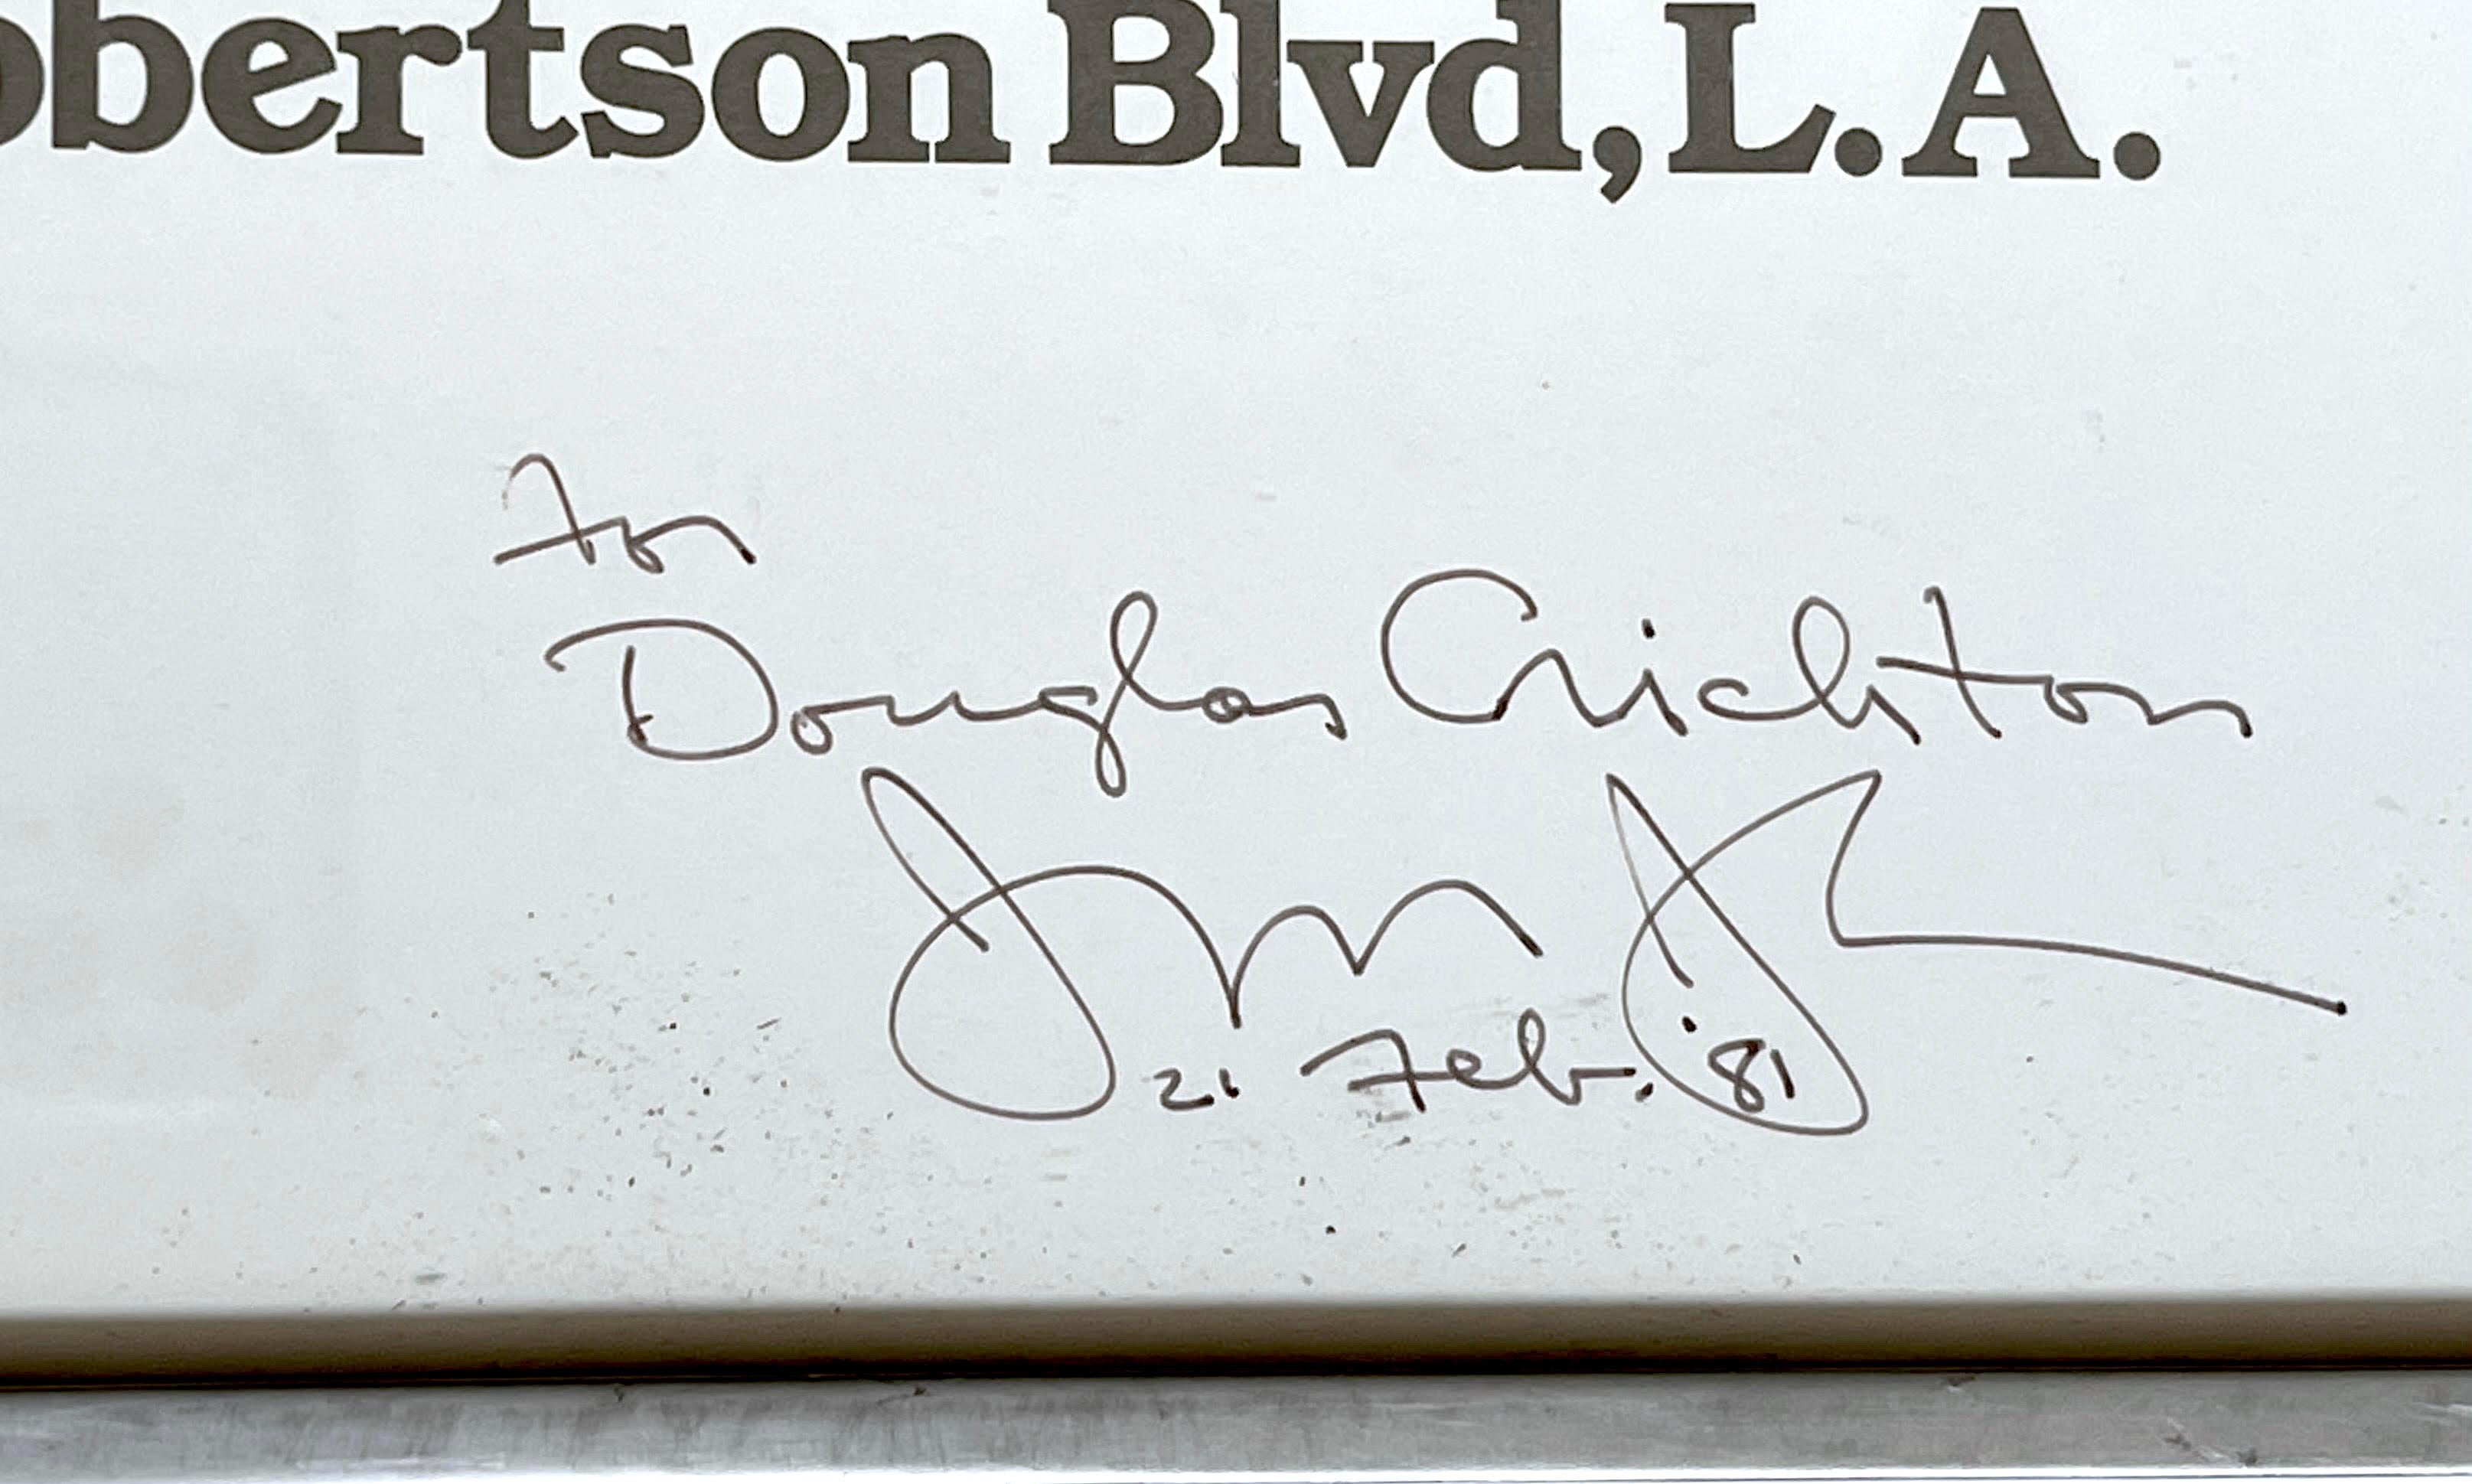 obertson Blvd, L.A.
for
Douglas Crichton
21 Feb. '81